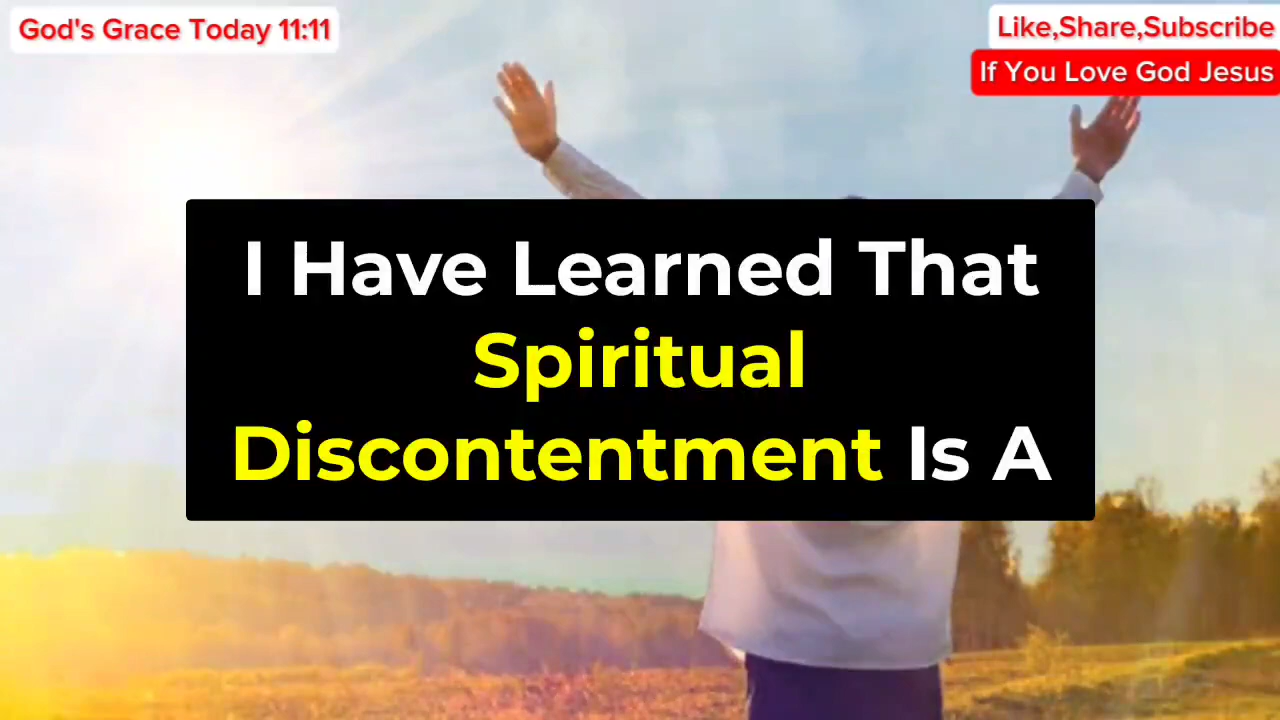 God's Grace Today 11:11
Like,Share,Subscribe
If You Love God Jesus
I Have Learned That
Spiritual
Discontentment Is A